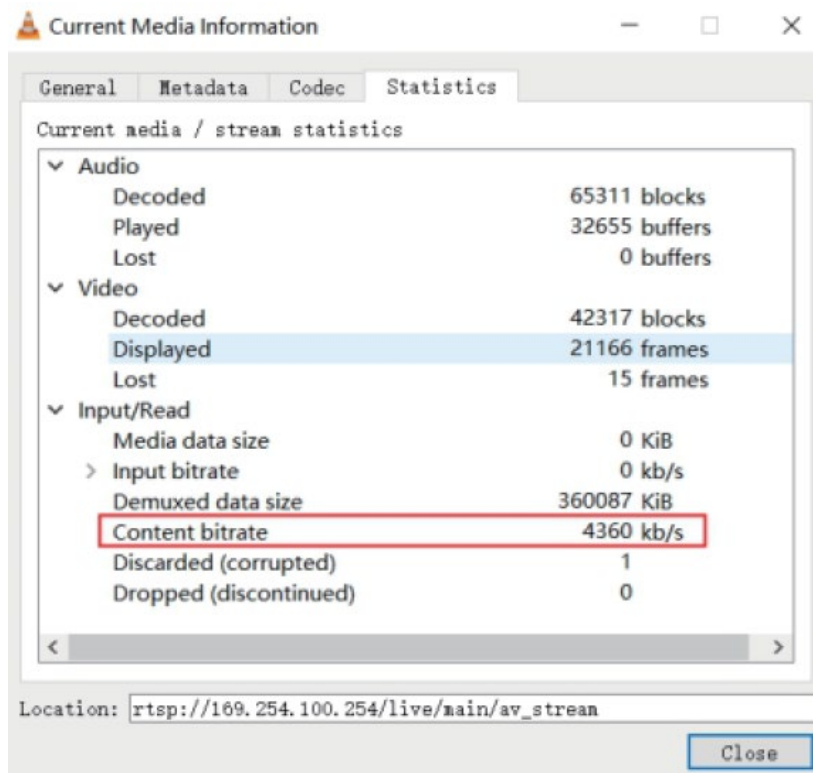 Current Media Information
General Metadata Codec Statistics
Current media / stream statistics
Audio
Decoded 65311 blocks
Played 32655 buffers
Lost 0 buffers
Video
Decoded 42317 blocks
Displayed 21166 frames
Lost 15 frames
Input/Read
Media data size 0 KiB
Input bitrate 0 kb/s
Demuxed data size 360087 KiB
Content bitrate 4360 kb/s
Discarded (corrupted) 1
Dropped (discontinued) 0
Location: rtsp://169.254.100.254/live/main/av_stream
Close